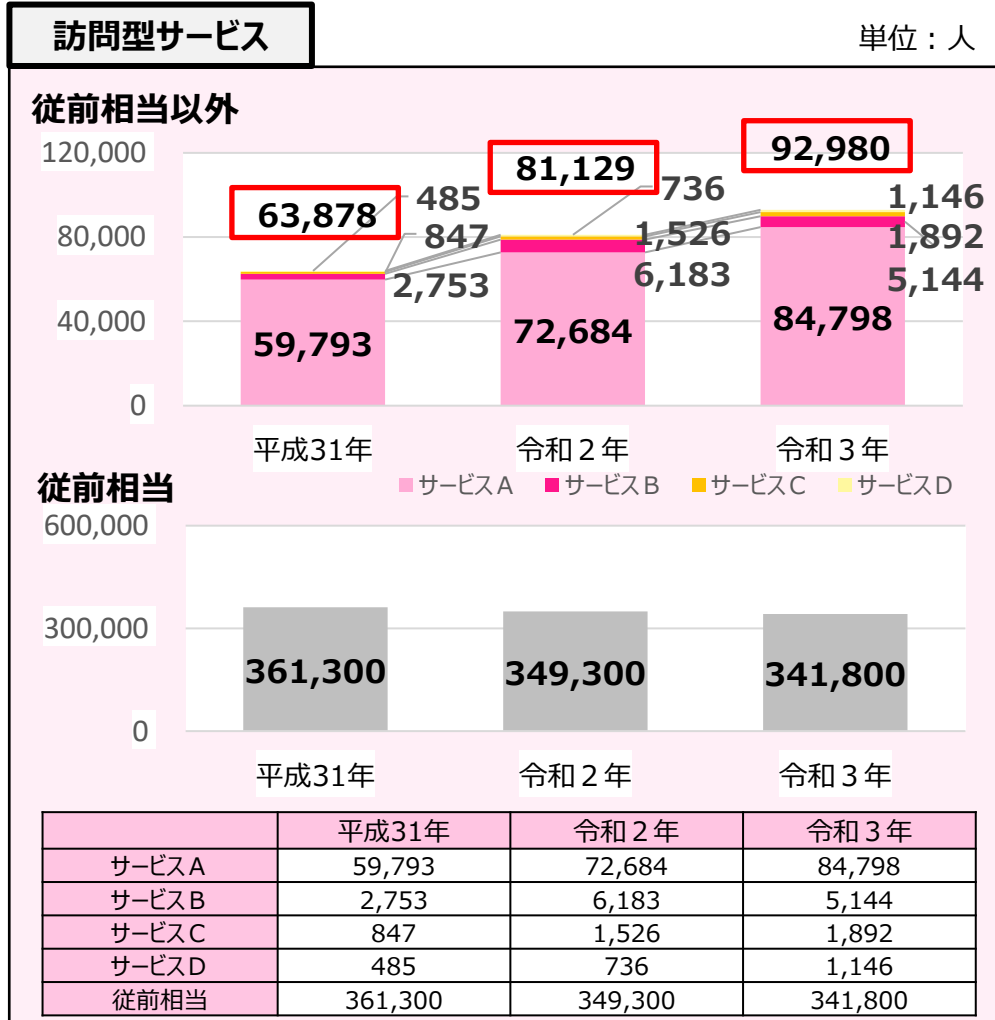 訪問型サービス
単位：人
従前相当以外
120,000
80,000
40,000
0
63,878
485
847
2,753
59,793
81,129
736
1,526
6,183
72,684
92,980
1,146
1,892
5,144
84,798
平成31年 令和２年 令和３年
サービスA サービスB サービスC サービスD
従前相当
600,000
300,000
0
361,300 349,300 341,800
平成31年 令和２年 令和３年
平成31年 令和２年 令和３年
サービスA 59,793 72,684 84,798
サービスB 2,753 6,183 5,144
サービスC 847 1,526 1,892
サービスD 485 736 1,146
従前相当 361,300 349,300 341,800